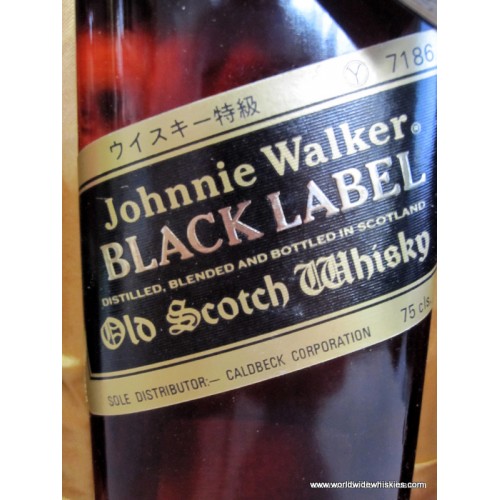 ウイスキー特級
Y 7186
Johnnie Walker®
BLACK LABEL
DISTILLED, BLENDED AND BOTTLED IN SCOTLAND
Old Scotch Whisky
75 cls.
SOLE DISTRIBUTOR:— CALDBECK CORPORATION
www.worldwidewhiskies.com